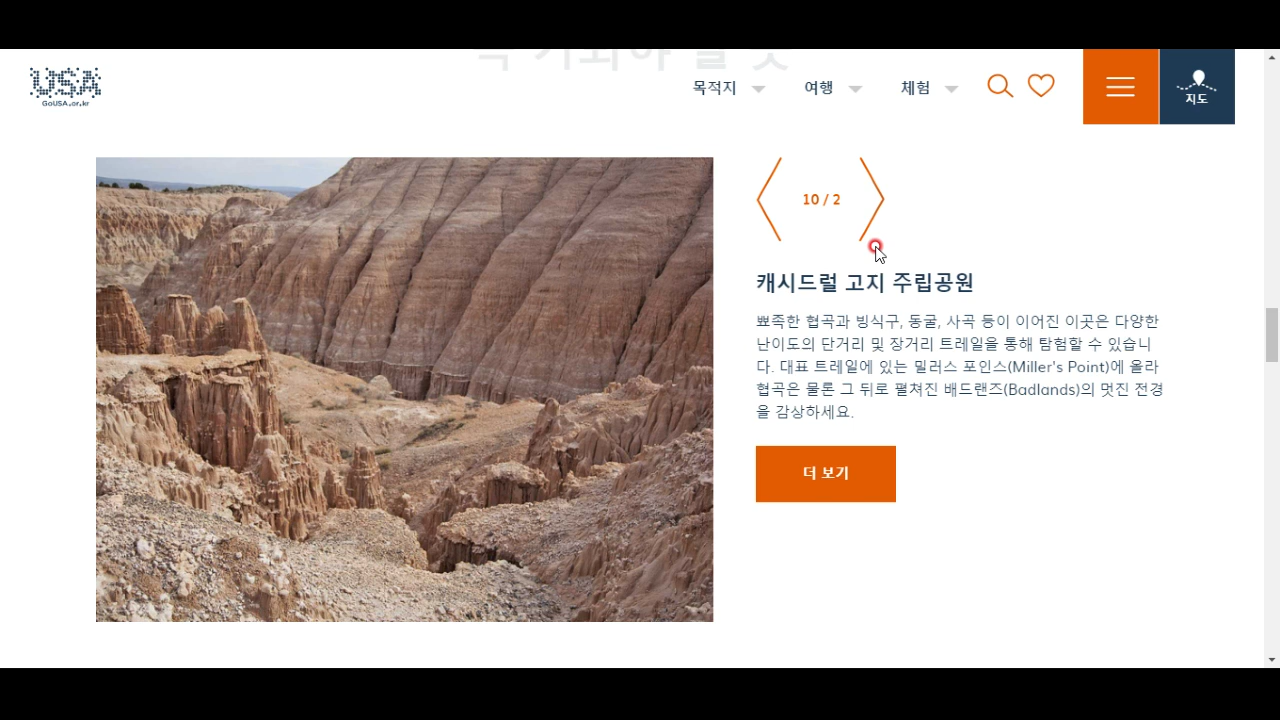 USA
GoUSA.or.kr
목적지
여행
체험
지도
10 / 2
캐시드럴 고지 주립공원
뾰족한 협곡과 빙식구, 동굴, 사곡 등이 이어진 이곳은 다양한
난이도의 단거리 및 장거리 트레일을 통해 탐험할 수 있습니
다. 대표 트레일에 있는 밀러스 포인스(Miller's Point)에 올라
협곡은 물론 그 뒤로 펼쳐진 배드랜즈(Badlands)의 멋진 전경
을 감상하세요.
더 보기